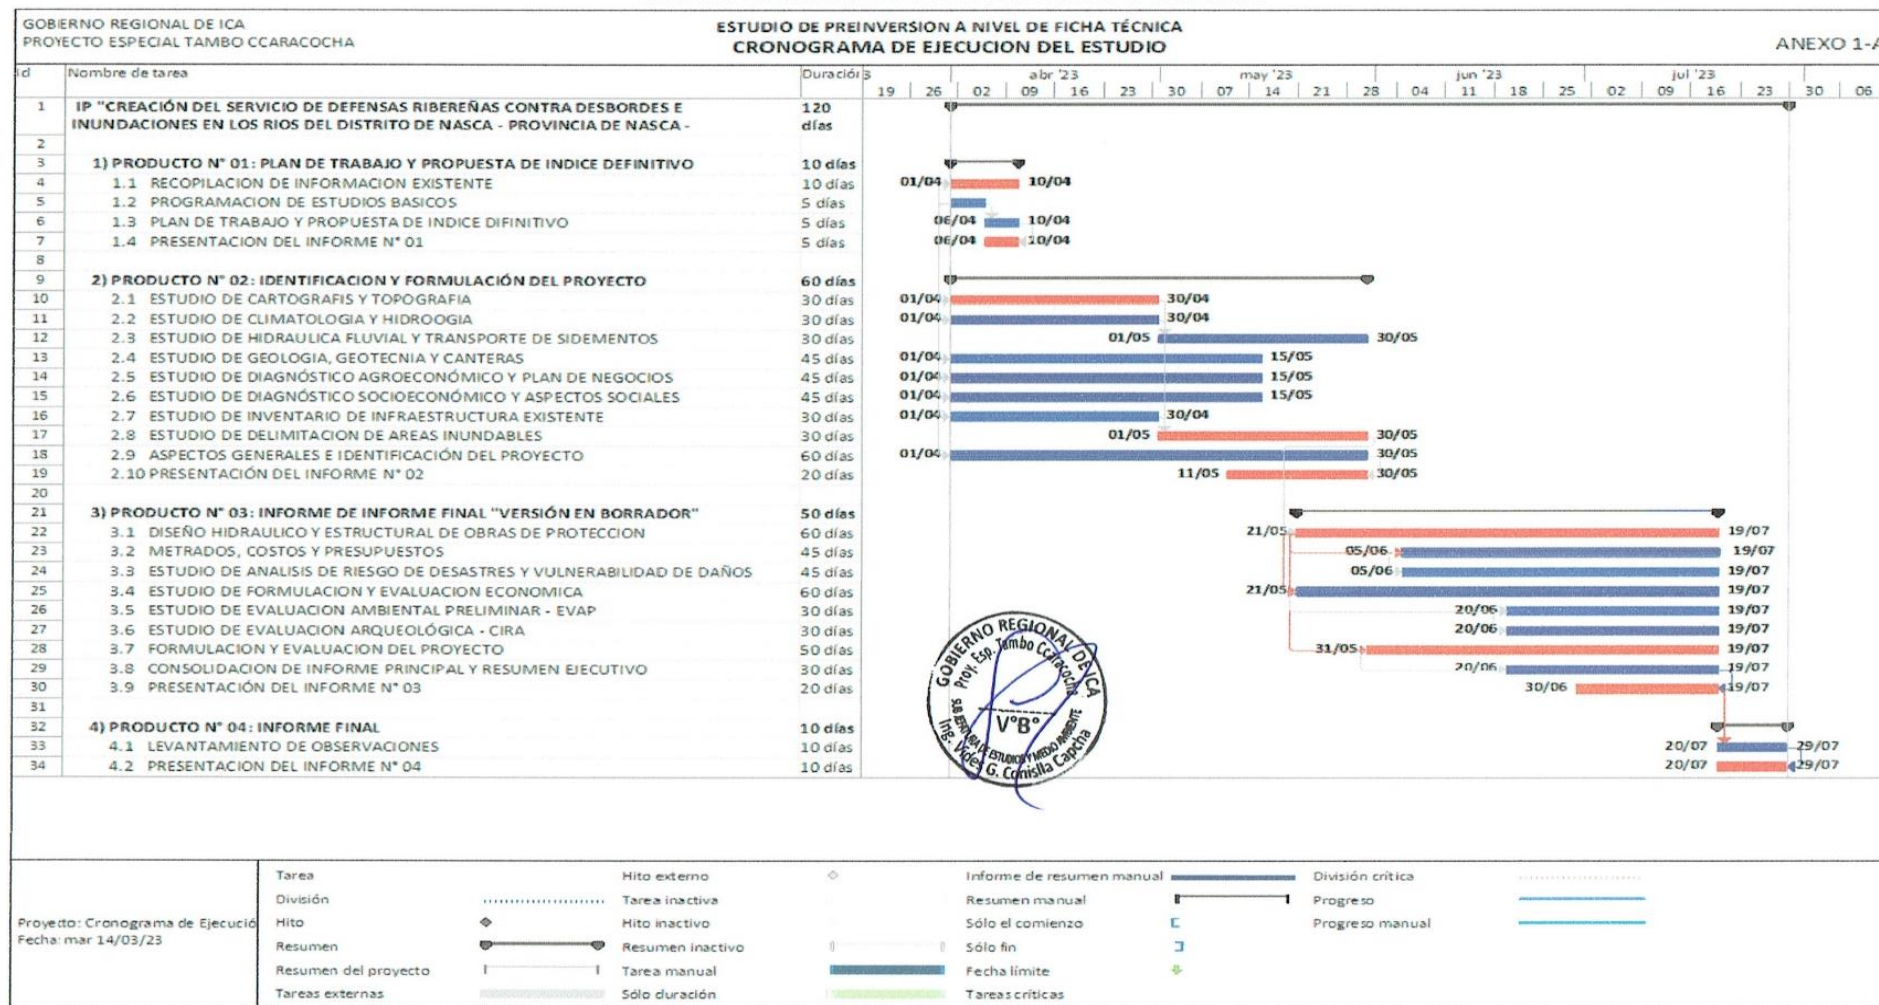 GOBIERNO REGIONAL DE ICA
PROYECTO ESPECIAL TAMBO CCARACOCHA
ESTUDIO DE PREINVERSION A NIVEL DE FICHA TÉCNICA
CRONOGRAMA DE EJECUCION DEL ESTUDIO
ANEXO 1-A
Id Nombre de tarea Duración abr '23 may '23 jun '23 jul '23
19 26 02 09 16 23 30 07 14 21 28 04 11 18 25 02 09 16 23 30 06
1 IP "CREACIÓN DEL SERVICIO DE DEFENSAS RIBEREÑAS CONTRA DESBORDES E 120
INUNDACIONES EN LOS RIOS DEL DISTRITO DE NASCA - PROVINCIA DE NASCA - días
2
3 1) PRODUCTO N° 01: PLAN DE TRABAJO Y PROPUESTA DE INDICE DEFINITIVO 10 días
4 1.1 RECOPILACION DE INFORMACION EXISTENTE 10 días 01/04 10/04
5 1.2 PROGRAMACION DE ESTUDIOS BASICOS 5 días
6 1.3 PLAN DE TRABAJO Y PROPUESTA DE INDICE DIFINITIVO 5 días 06/04 10/04
7 1.4 PRESENTACION DEL INFORME N° 01 5 días 06/04 10/04
8
9 2) PRODUCTO N° 02: IDENTIFICACION Y FORMULACIÓN DEL PROYECTO 60 días
10 2.1 ESTUDIO DE CARTOGRAFIS Y TOPOGRAFIA 30 días 01/04 30/04
11 2.2 ESTUDIO DE CLIMATOLOGIA Y HIDROOGIA 30 días 01/04 30/04
12 2.3 ESTUDIO DE HIDRAULICA FLUVIAL Y TRANSPORTE DE SIDEMENTOS 30 días 01/05 30/05
13 2.4 ESTUDIO DE GEOLOGIA, GEOTECNIA Y CANTERAS 45 días 01/04 15/05
14 2.5 ESTUDIO DE DIAGNÓSTICO AGROECONÓMICO Y PLAN DE NEGOCIOS 45 días 01/04 15/05
15 2.6 ESTUDIO DE DIAGNÓSTICO SOCIOECONÓMICO Y ASPECTOS SOCIALES 45 días 01/04 15/05
16 2.7 ESTUDIO DE INVENTARIO DE INFRAESTRUCTURA EXISTENTE 30 días 01/04 30/04
17 2.8 ESTUDIO DE DELIMITACION DE AREAS INUNDABLES 30 días 01/05 30/05
18 2.9 ASPECTOS GENERALES E IDENTIFICACIÓN DEL PROYECTO 60 días 01/04 30/05
19 2.10 PRESENTACIÓN DEL INFORME N° 02 20 días 11/05 30/05
20
21 3) PRODUCTO N° 03: INFORME DE INFORME FINAL "VERSIÓN EN BORRADOR" 50 días
22 3.1 DISEÑO HIDRAULICO Y ESTRUCTURAL DE OBRAS DE PROTECCION 60 días 21/05 19/07
23 3.2 METRADOS, COSTOS Y PRESUPUESTOS 45 días 05/06 19/07
24 3.3 ESTUDIO DE ANALISIS DE RIESGO DE DESASTRES Y VULNERABILIDAD DE DAÑOS 45 días 05/06 19/07
25 3.4 ESTUDIO DE FORMULACION Y EVALUACION ECONOMICA 60 días 21/05 19/07
26 3.5 ESTUDIO DE EVALUACION AMBIENTAL PRELIMINAR - EVAP 30 días 20/06 19/07
27 3.6 ESTUDIO DE EVALUACION ARQUEOLÓGICA - CIRA 30 días 20/06 19/07
28 3.7 FORMULACION Y EVALUACION DEL PROYECTO 50 días 31/05 19/07
29 3.8 CONSOLIDACION DE INFORME PRINCIPAL Y RESUMEN EJECUTIVO 30 días 20/06 19/07
30 3.9 PRESENTACIÓN DEL INFORME N° 03 20 días 30/06 19/07
31
32 4) PRODUCTO N° 04: INFORME FINAL 10 días
33 4.1 LEVANTAMIENTO DE OBSERVACIONES 10 días 20/07 29/07
34 4.2 PRESENTACION DEL INFORME N° 04 10 días 20/07 29/07
GOBIERNO REGIONAL DE ICA
Proy. Esp. Tambo Ccaracocha
V°B°
SUB JEFATURA DE ESTUDIOS Y MEDIO AMBIENTE
Ing. Vides G. Conislla Capcha
Proyecto: Cronograma de Ejecució
Fecha: mar 14/03/23
Tarea Hito externo Informe de resumen manual División crítica
División Tarea inactiva Resumen manual Progreso
Hito Hito inactivo Sólo el comienzo Progreso manual
Resumen Resumen inactivo Sólo fin
Resumen del proyecto Tarea manual Fecha límite
Tareas externas Sólo duración Tareas críticas